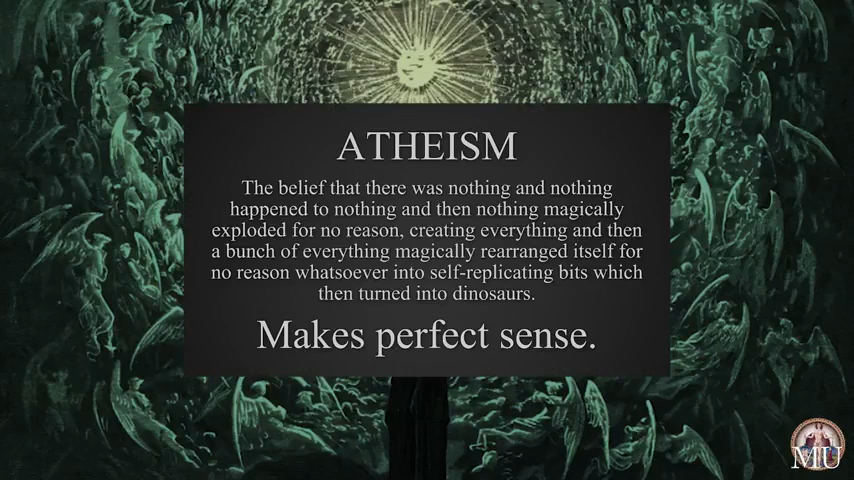 ATHEISM
The belief that there was nothing and nothing
happened to nothing and then nothing magically
exploded for no reason, creating everything and then
a bunch of everything magically rearranged itself for
no reason whatsoever into self-replicating bits which
then turned into dinosaurs.
Makes perfect sense.
MU